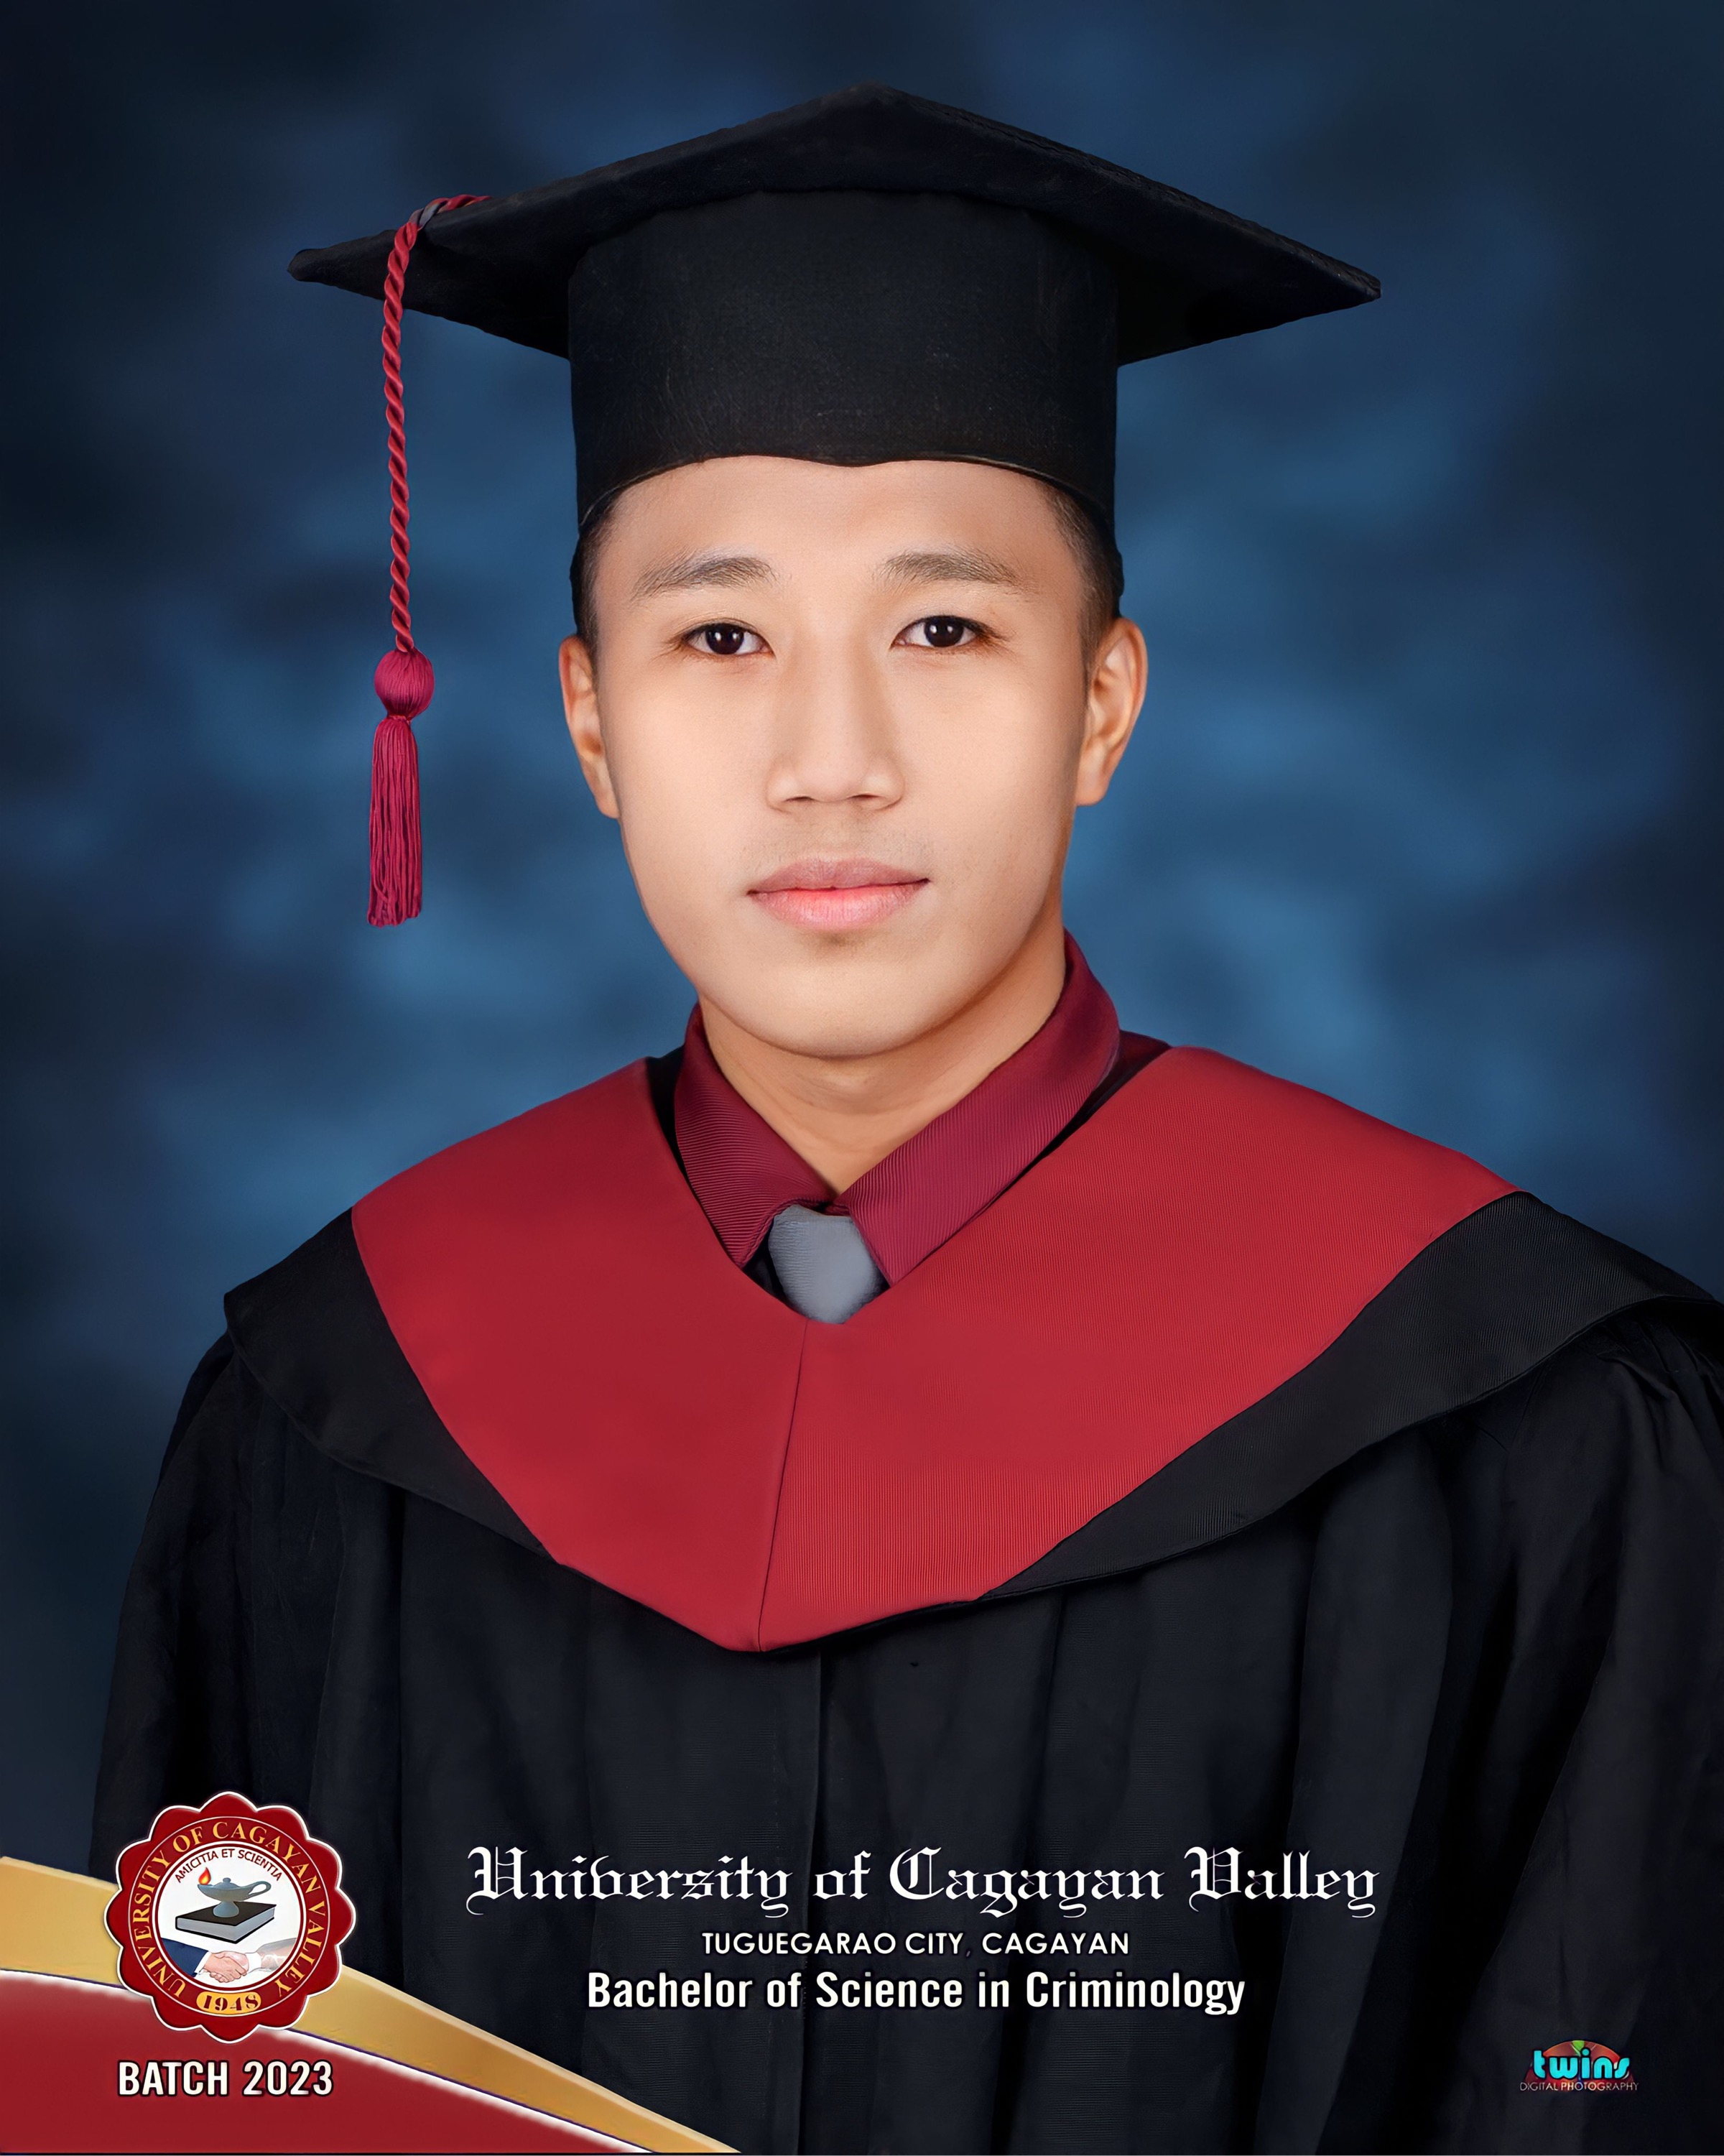 UNIVERSITY OF CAGAYAN VALLEY
AMICITIA ET SCIENTIA
1948
University of Cagayan Valley
TUGUEGARAO CITY, CAGAYAN
Bachelor of Science in Criminology
BATCH 2023
twins
DIGITAL PHOTOGRAPHY